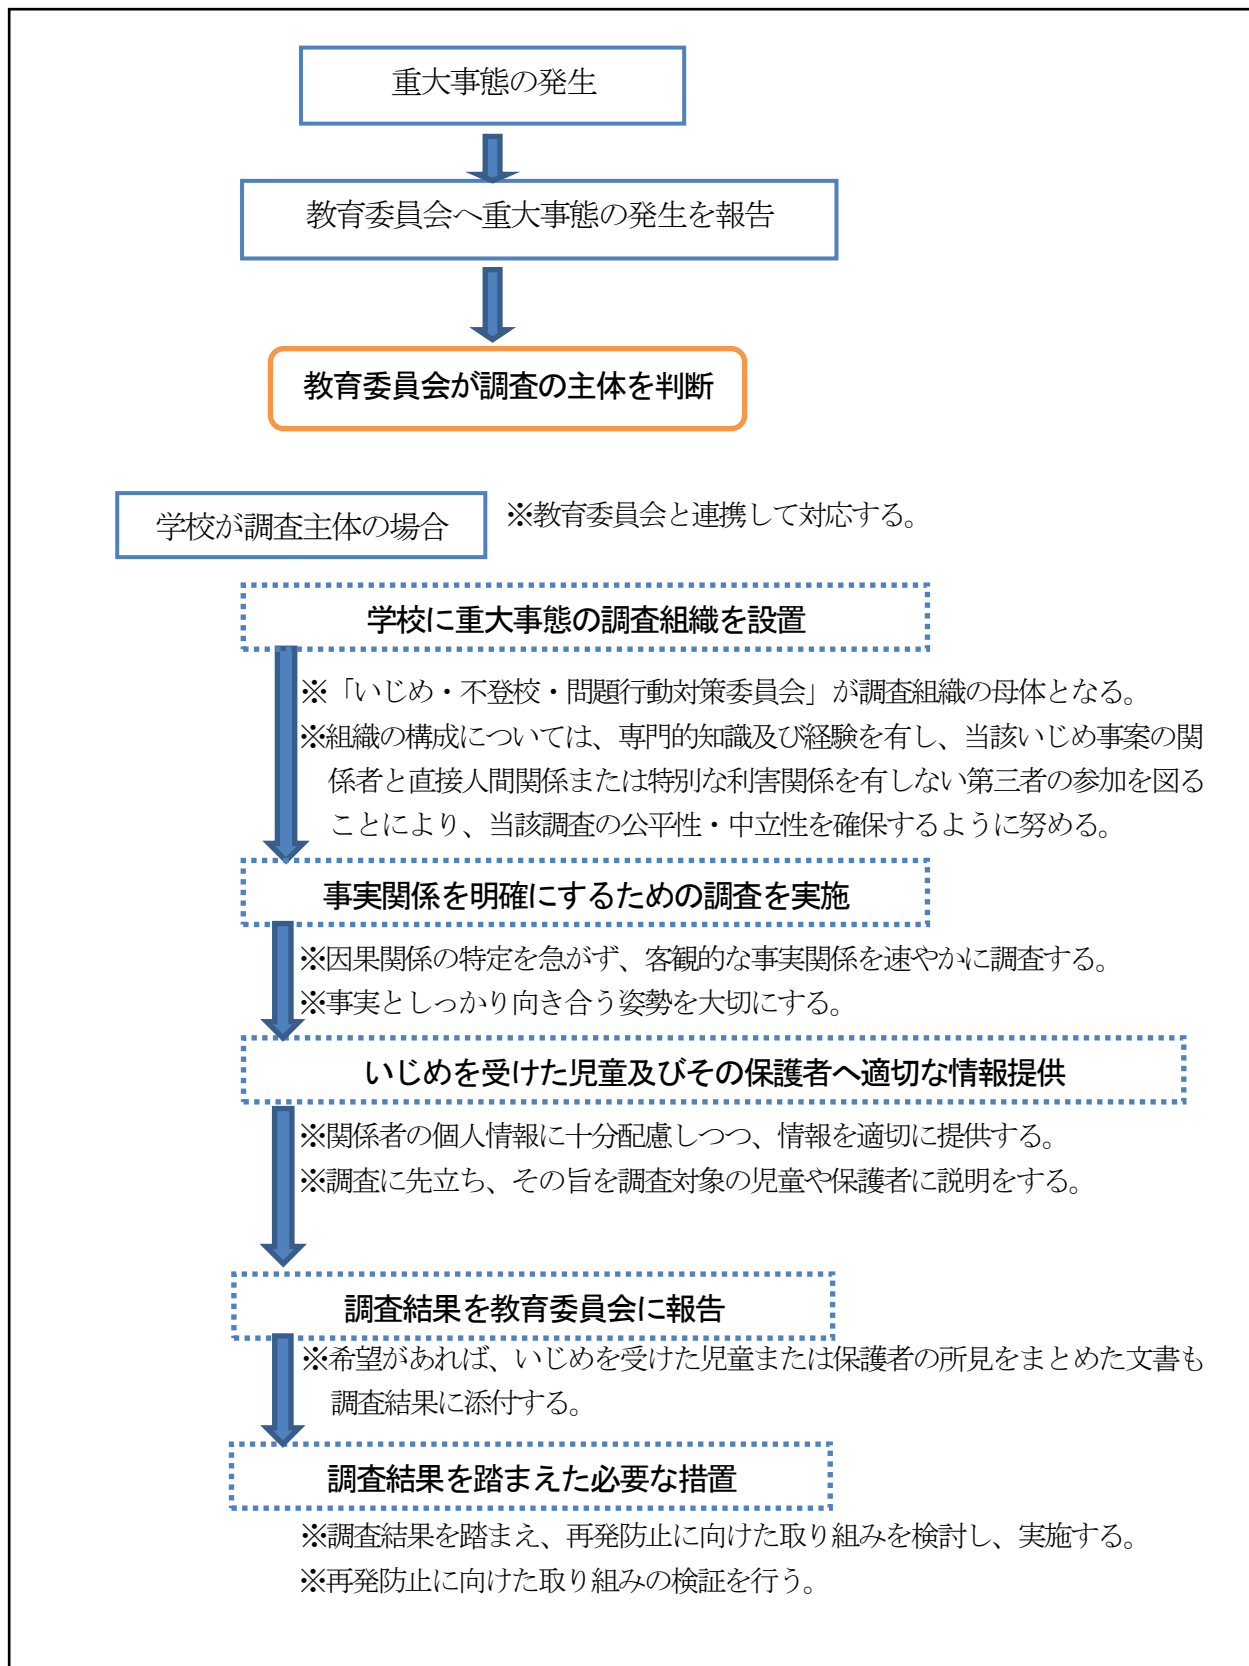 重大事態の発生
教育委員会へ重大事態の発生を報告
教育委員会が調査の主体を判断
学校が調査主体の場合
※教育委員会と連携して対応する。
学校に重大事態の調査組織を設置
※「いじめ・不登校・問題行動対策委員会」が調査組織の母体となる。
※組織の構成については、専門的知識及び経験を有し、当該いじめ事案の関
係者と直接人間関係または特別な利害関係を有しない第三者の参加を図る
ことにより、当該調査の公平性・中立性を確保するように努める。
事実関係を明確にするための調査を実施
※因果関係の特定を急がず、客観的な事実関係を速やかに調査する。
※事実としっかり向き合う姿勢を大切にする。
いじめを受けた児童及びその保護者へ適切な情報提供
※関係者の個人情報に十分配慮しつつ、情報を適切に提供する。
※調査に先立ち、その旨を調査対象の児童や保護者に説明をする。
調査結果を教育委員会に報告
※希望があれば、いじめを受けた児童または保護者の所見をまとめた文書も
調査結果に添付する。
調査結果を踏まえた必要な措置
※調査結果を踏まえ、再発防止に向けた取り組みを検討し、実施する。
※再発防止に向けた取り組みの検証を行う。